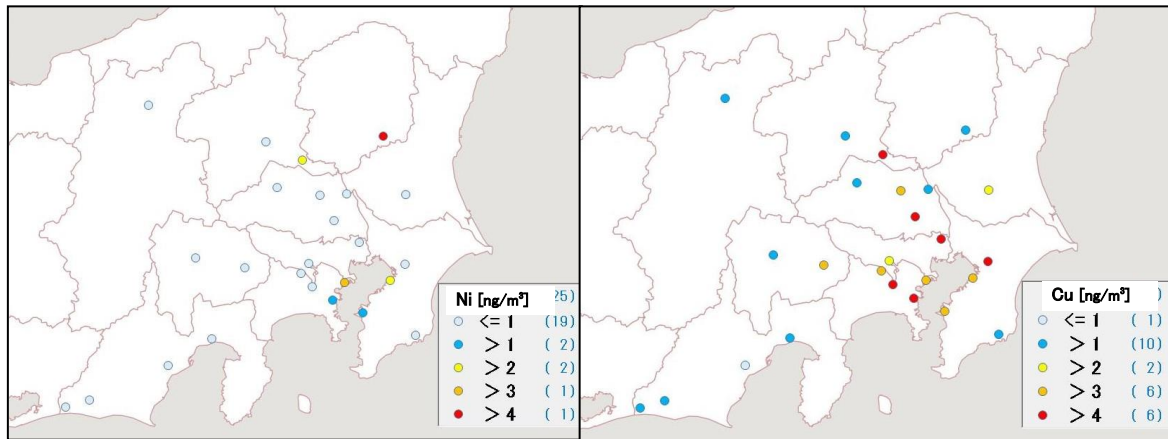 Ni [ng/m³] 25)
<= 1 (19)
> 1 ( 2)
> 2 ( 2)
> 3 ( 1)
> 4 ( 1)
Cu [ng/m³] )
<= 1 ( 1)
> 1 (10)
> 2 ( 2)
> 3 ( 6)
> 4 ( 6)